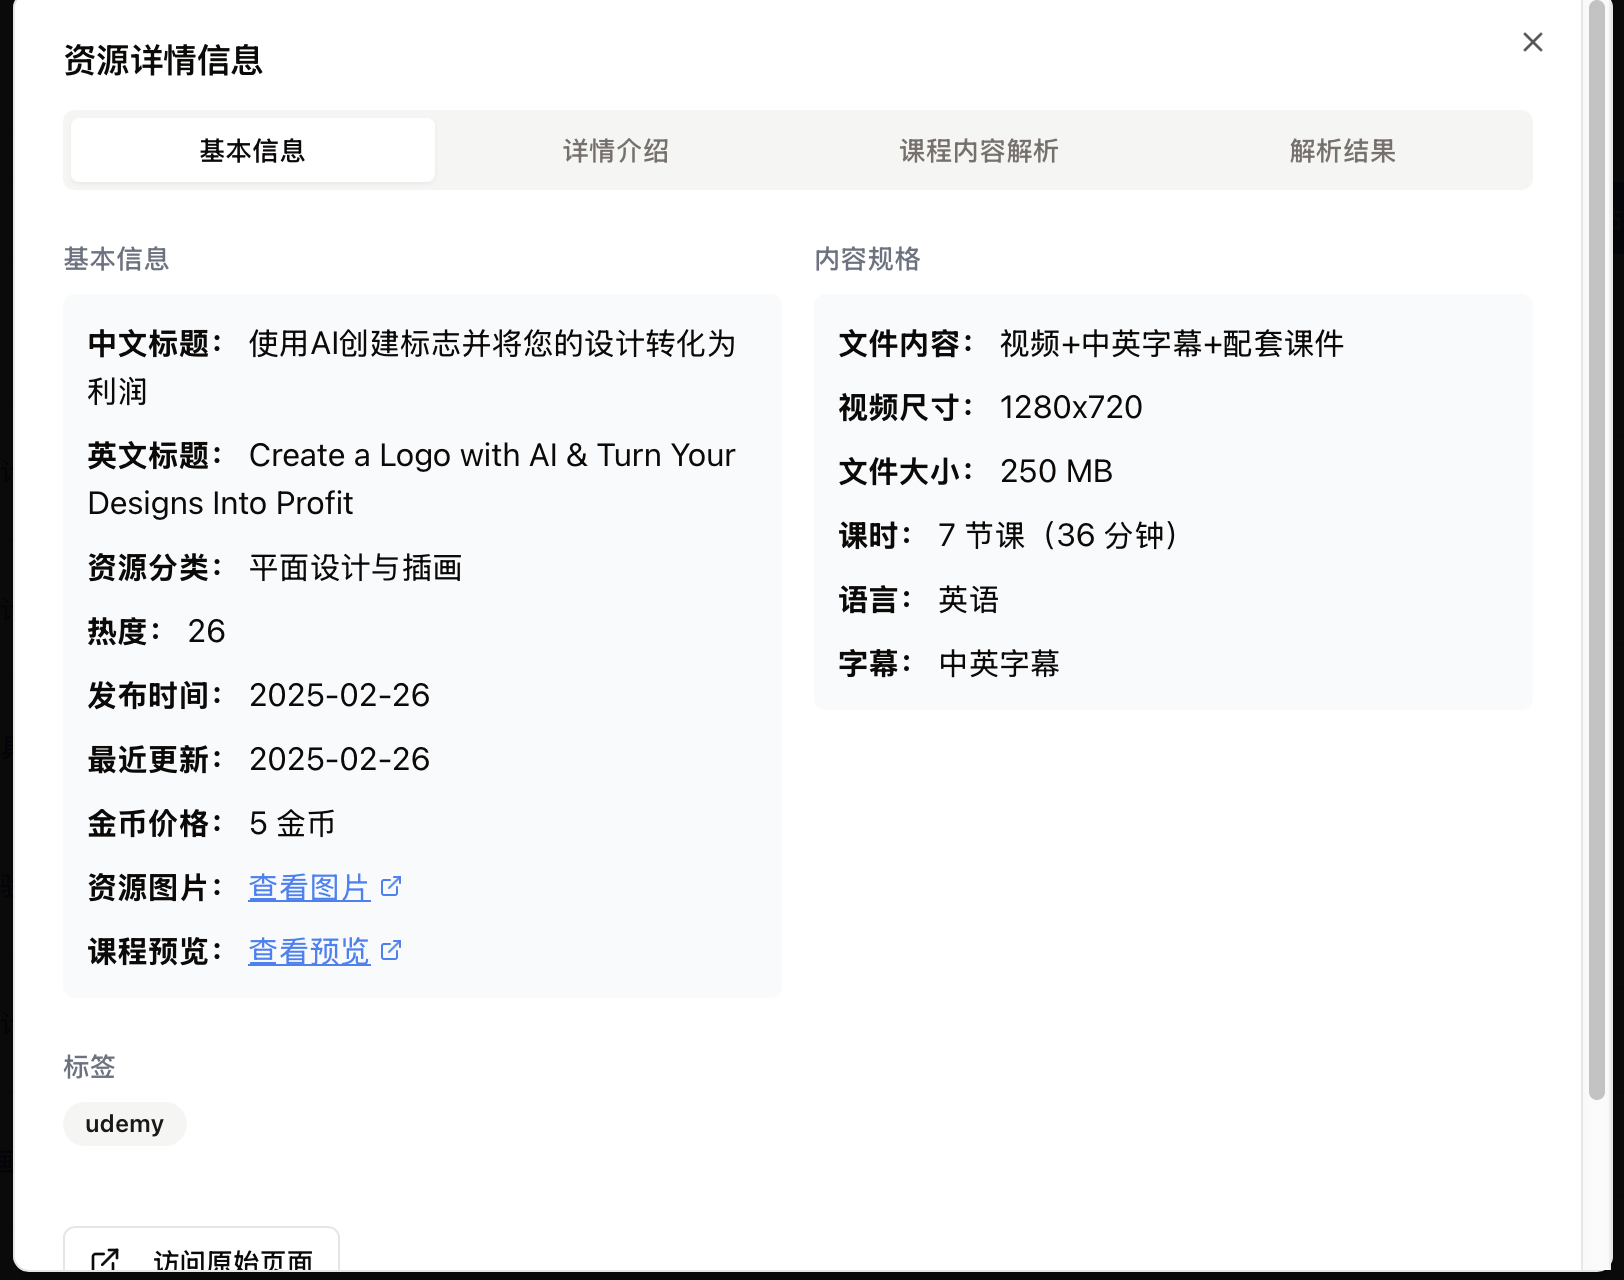 资源详情信息
基本信息
详情介绍
课程内容解析
解析结果
基本信息
中文标题： 使用AI创建标志并将您的设计转化为
利润
英文标题： Create a Logo with AI & Turn Your
Designs Into Profit
资源分类： 平面设计与插画
热度： 26
发布时间： 2025-02-26
最近更新： 2025-02-26
金币价格： 5 金币
资源图片： 查看图片
课程预览： 查看预览
内容规格
文件内容： 视频+中英字幕+配套课件
视频尺寸： 1280x720
文件大小： 250 MB
课时： 7 节课（36 分钟）
语言： 英语
字幕： 中英字幕
标签
udemy
访问原始页面